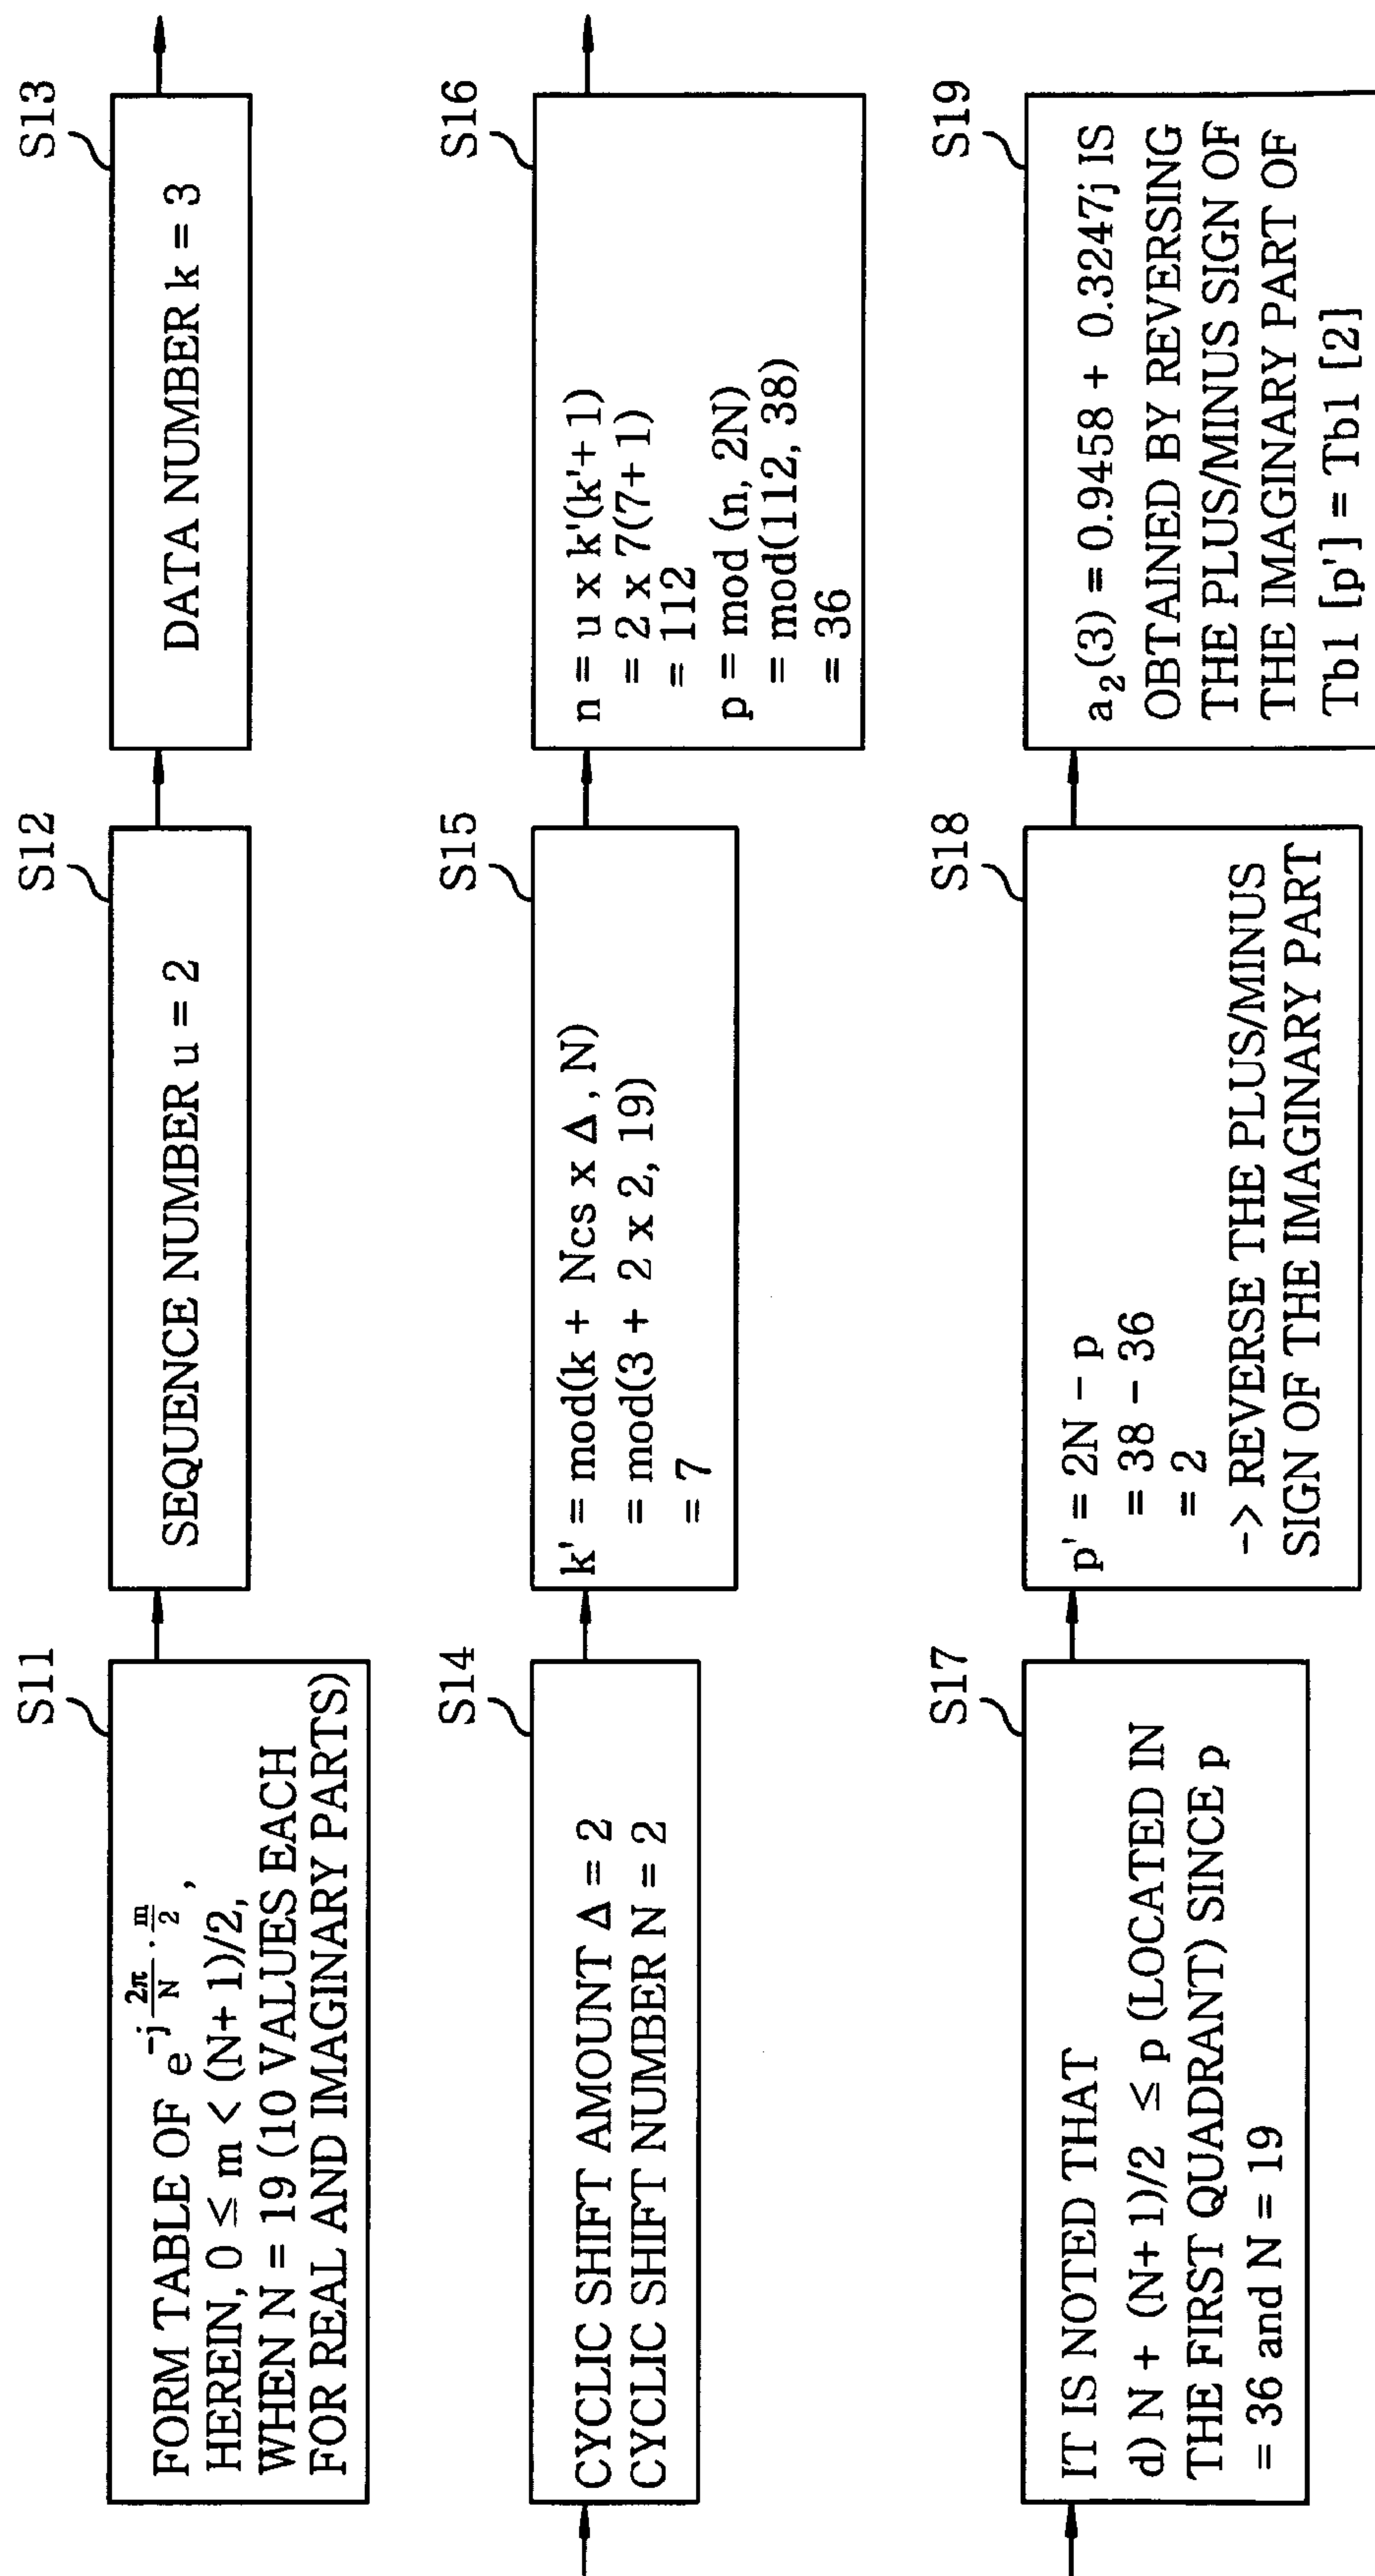 S11
FORM TABLE OF e^{-j\frac{2π}{N}·\frac{m}{2}},
HEREIN, 0 ≤ m < (N+1)/2,
WHEN N = 19 (10 VALUES EACH
FOR REAL AND IMAGINARY PARTS)
S12
SEQUENCE NUMBER u = 2
S13
DATA NUMBER k = 3
S14
CYCLIC SHIFT AMOUNT Δ = 2
CYCLIC SHIFT NUMBER N = 2
S15
k' = mod(k + Ncs x Δ, N)
= mod(3 + 2 x 2, 19)
= 7
S16
n = u x k'(k'+1)
= 2 x 7(7+1)
= 112
p = mod (n, 2N)
= mod(112, 38)
= 36
S17
IT IS NOTED THAT
d) N + (N+1)/2 ≤ p (LOCATED IN
THE FIRST QUADRANT) SINCE p
= 36 and N = 19
S18
p' = 2N - p
= 38 - 36
= 2
-> REVERSE THE PLUS/MINUS
SIGN OF THE IMAGINARY PART
S19
a₂(3) = 0.9458 + 0.3247j IS
OBTAINED BY REVERSING
THE PLUS/MINUS SIGN OF
THE IMAGINARY PART OF
Tb1 [p'] = Tb1 [2]